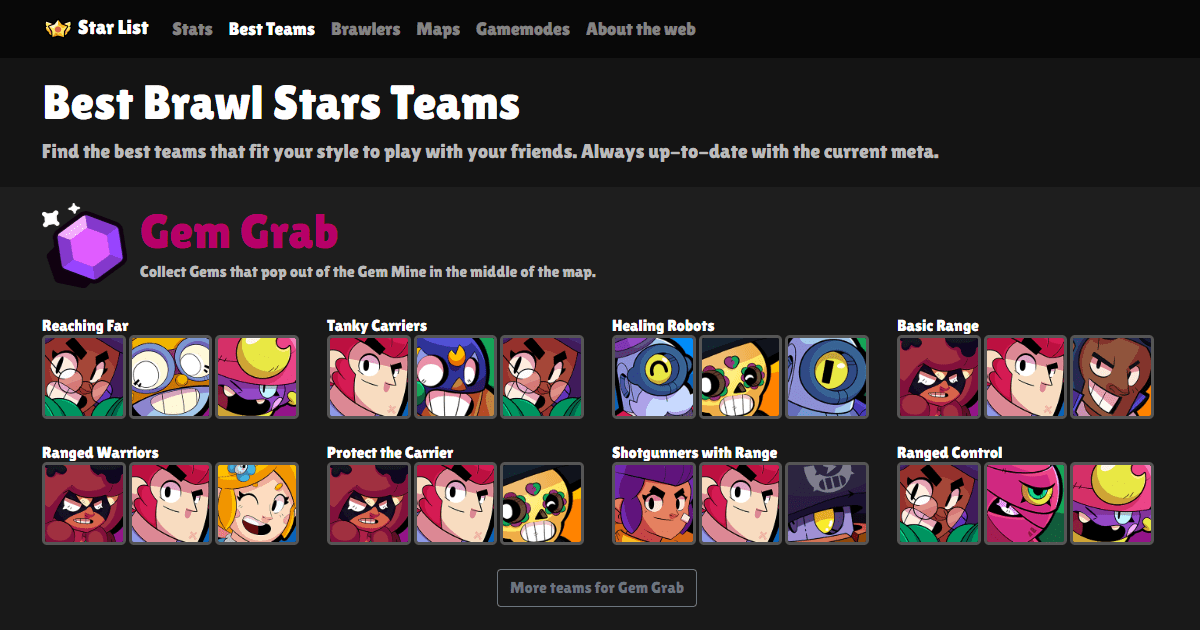 Star List Stats Best Teams Brawlers Maps Gamemodes About the web
Best Brawl Stars Teams
Find the best teams that fit your style to play with your friends. Always up-to-date with the current meta.
Gem Grab
Collect Gems that pop out of the Gem Mine in the middle of the map.
Reaching Far Tanky Carriers Healing Robots Basic Range
Ranged Warriors Protect the Carrier Shotgunners with Range Ranged Control
More teams for Gem Grab